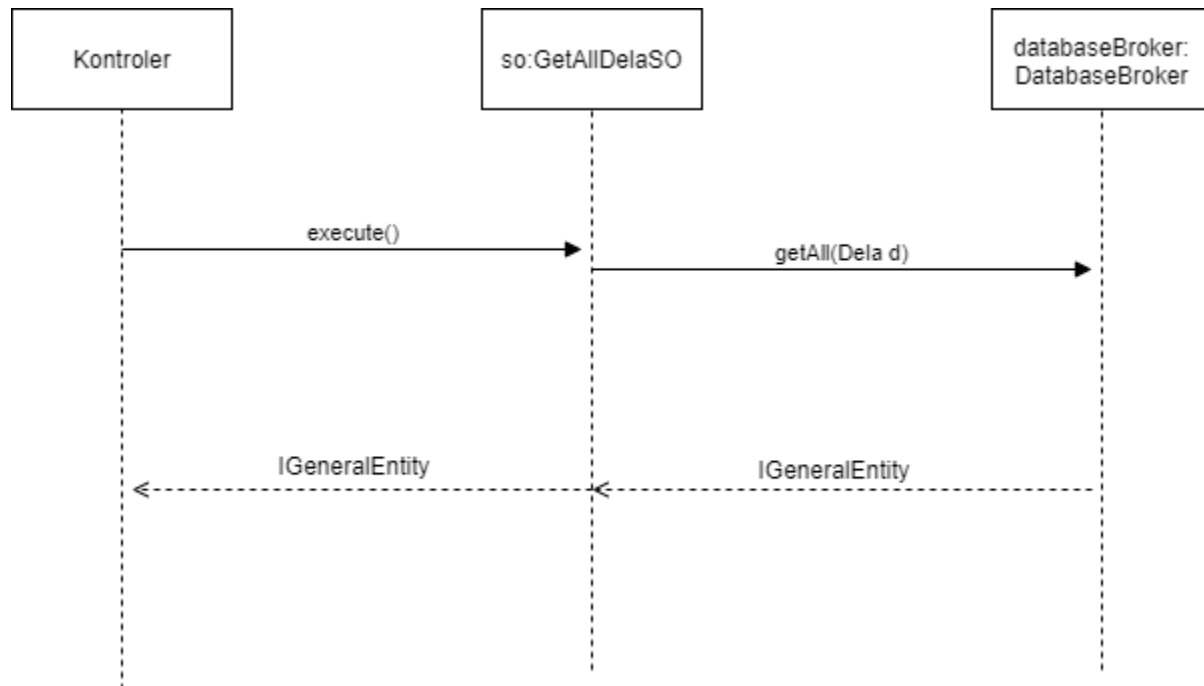 Kontroler
so:GetAllDelaSO
databaseBroker:
DatabaseBroker
execute()
getAll(Dela d)
IGeneralEntity
IGeneralEntity